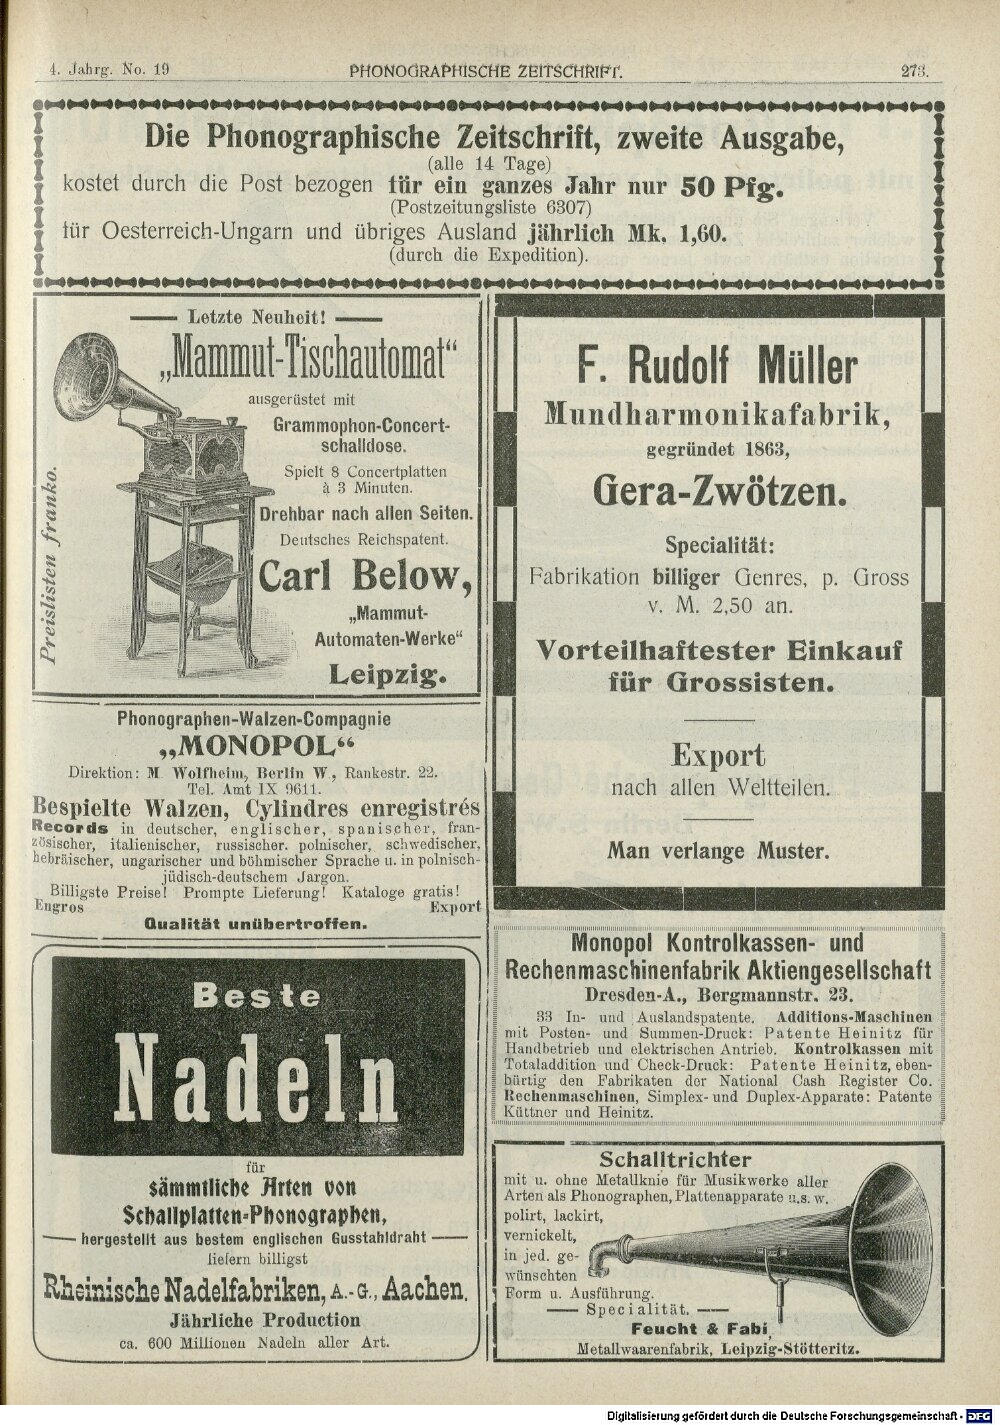 4. Jahrg. No. 19
PHONOGRAPHISCHE ZEITSCHRIFT.
273.
Die Phonographische Zeitschrift, zweite Ausgabe,
(alle 14 Tage)
kostet durch die Post bezogen für ein ganzes Jahr nur 50 Pfg.
(Postzeitungsliste 6307)
für Oesterreich-Ungarn und übriges Ausland jährlich Mk. 1,60.
(durch die Expedition).
Letzte Neuheit!
„Mammut-Tischautomat“
ausgerüstet mit
Grammophon-Concert-
schalldose.
Spielt 8 Concertplatten
à 3 Minuten.
Drehbar nach allen Seiten.
Deutsches Reichspatent.
Carl Below,
„Mammut-
Automaten-Werke“
Leipzig.
Preislisten franko.
Phonographen-Walzen-Compagnie
„MONOPOL“
Direktion: M. Wolfheim, Berlin W., Rankestr. 22.
Tel. Amt IX 9611.
Bespielte Walzen, Cylindres enregistrés
Records in deutscher, englischer, spanischer, fran-
zösischer, italienischer, russischer. polnischer, schwedischer,
hebräischer, ungarischer und böhmischer Sprache u. in polnisch-
jüdisch-deutschem Jargon.
Billigste Preise! Prompte Lieferung! Kataloge gratis!
Engros Export
Qualität unübertroffen.
Beste
Nadeln
für
sämmtliche Arten von
Schallplatten-Phonographen,
hergestellt aus bestem englischen Gusstahldraht
liefern billigst
Rheinische Nadelfabriken, A.-G., Aachen.
Jährliche Production
ca. 600 Millionen Nadeln aller Art.
F. Rudolf Müller
Mundharmonikafabrik,
gegründet 1863,
Gera-Zwötzen.
Specialität:
Fabrikation billiger Genres, p. Gross
v. M. 2,50 an.
Vorteilhaftester Einkauf
für Grossisten.
Export
nach allen Weltteilen.
Man verlange Muster.
Monopol Kontrolkassen- und
Rechenmaschinenfabrik Aktiengesellschaft
Dresden-A., Bergmannstr. 23.
33 In- und Auslandspatente. Additions-Maschinen
mit Posten- und Summen-Druck: Patente Heinitz für
Handbetrieb und elektrischen Antrieb. Kontrolkassen mit
Totaladdition und Check-Druck: Patente Heinitz, eben-
bürtig den Fabrikaten der National Cash Register Co.
Rechenmaschinen, Simplex- und Duplex-Apparate: Patente
Küttner und Heinitz.
Schalltrichter
mit u. ohne Metallknie für Musikwerke aller
Arten als Phonographen, Plattenapparate u.s.w.
polirt, lackirt,
vernickelt,
in jed. ge-
wünschten
Form u. Ausführung.
Specialität.
Feucht & Fabi,
Metallwaarenfabrik, Leipzig-Stötteritz.
Digitalisierung gefördert durch die Deutsche Forschungsgemeinschaft - DFG